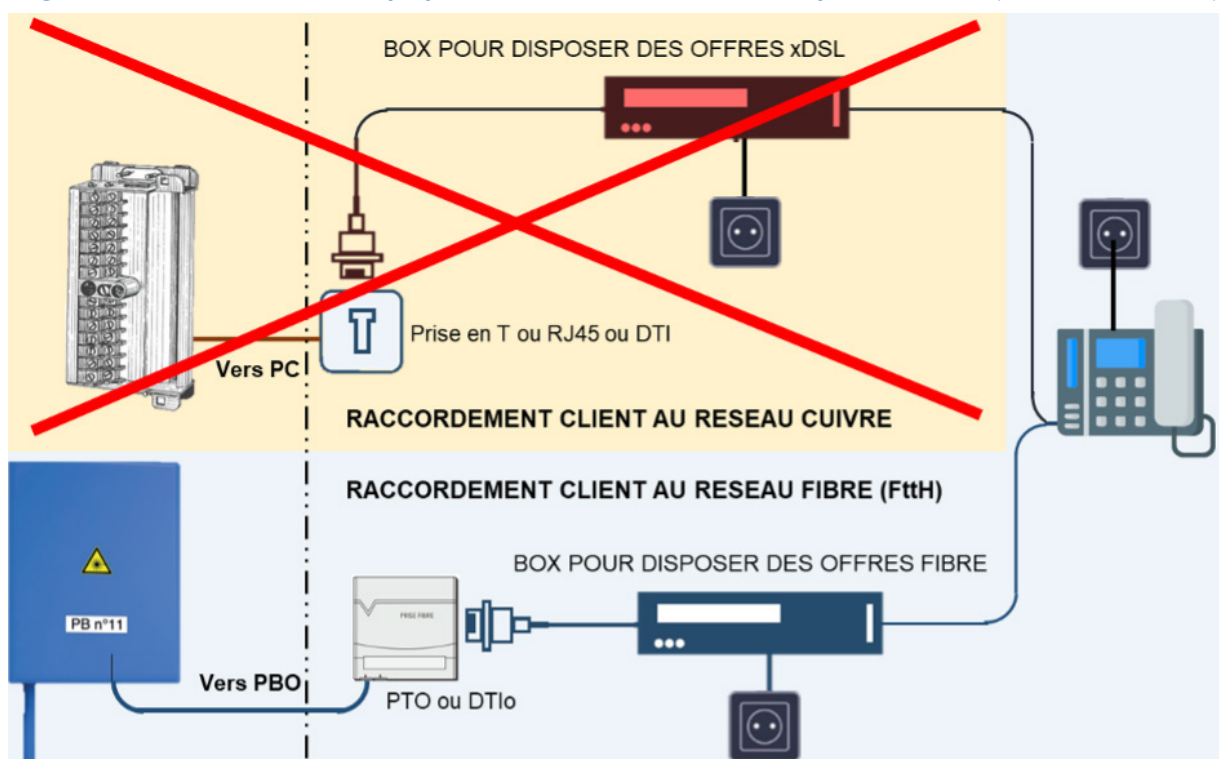 BOX POUR DISPOSER DES OFFRES xDSL
T
Prise en T ou RJ45 ou DTI
Vers PC
RACCORDEMENT CLIENT AU RESEAU CUIVRE
RACCORDEMENT CLIENT AU RESEAU FIBRE (FttH)
BOX POUR DISPOSER DES OFFRES FIBRE
PRISE FIBRE
PB n°11
Vers PBO
PTO ou DTIo